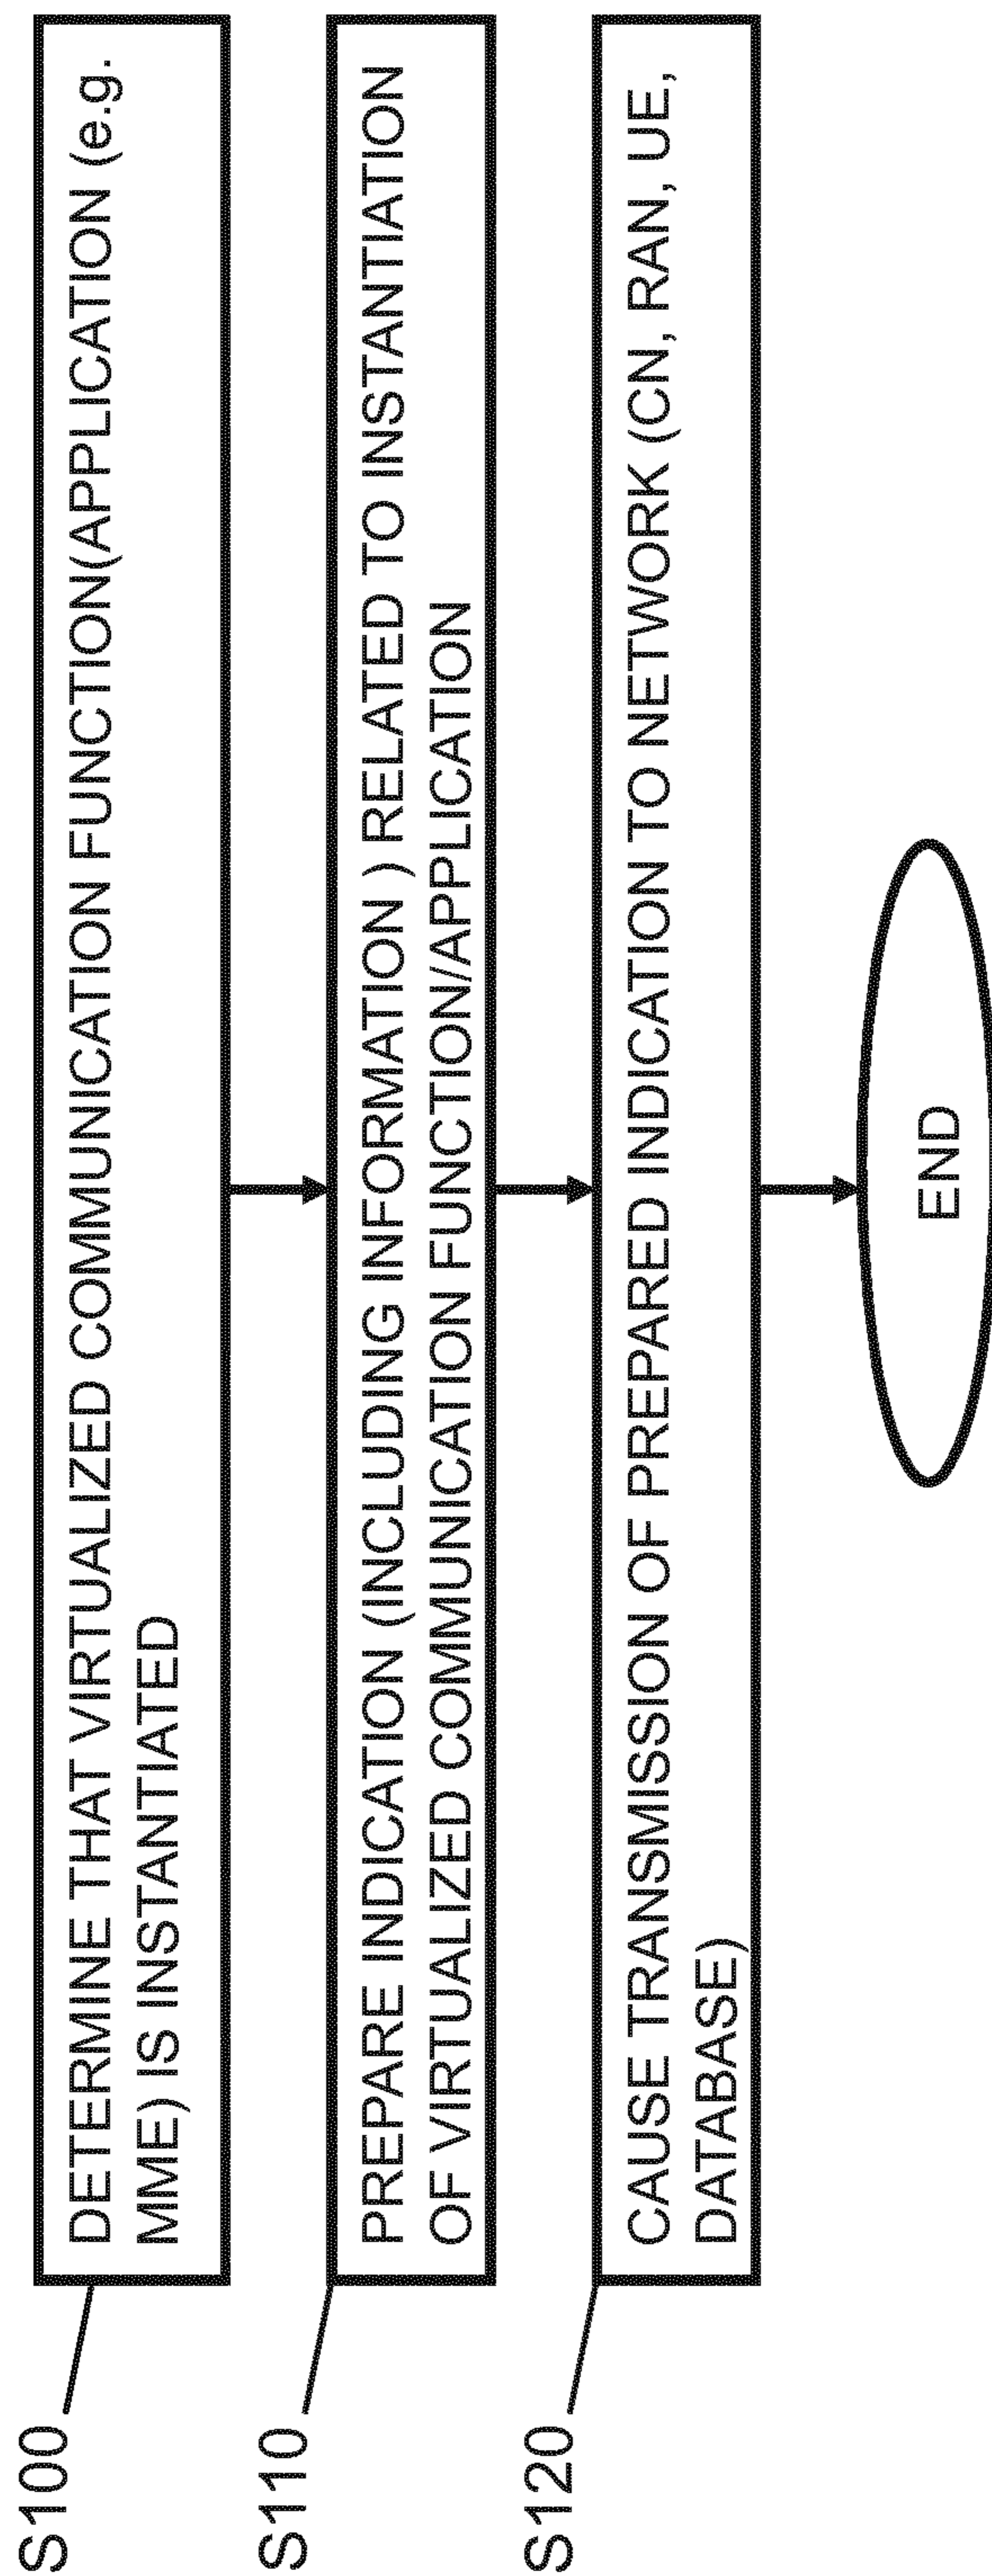 S100
DETERMINE THAT VIRTUALIZED COMMUNICATION FUNCTION(APPLICATION (e.g.
MME) IS INSTANTIATED
S110
PREPARE INDICATION (INCLUDING INFORMATION ) RELATED TO INSTANTIATION
OF VIRTUALIZED COMMUNICATION FUNCTION/APPLICATION
S120
CAUSE TRANSMISSION OF PREPARED INDICATION TO NETWORK (CN, RAN, UE,
DATABASE)
END